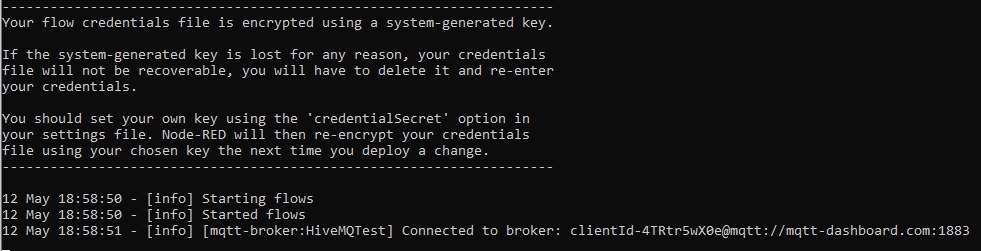 --------------------------------------------------------------------
Your flow credentials file is encrypted using a system-generated key.
If the system-generated key is lost for any reason, your credentials
file will not be recoverable, you will have to delete it and re-enter
your credentials.
You should set your own key using the 'credentialSecret' option in
your settings file. Node-RED will then re-encrypt your credentials
file using your chosen key the next time you deploy a change.
--------------------------------------------------------------------
12 May 18:58:50 - [info] Starting flows
12 May 18:58:50 - [info] Started flows
12 May 18:58:51 - [info] [mqtt-broker:HiveMQTest] Connected to broker: clientId-4TRtr5wX0e@mqtt://mqtt-dashboard.com:1883